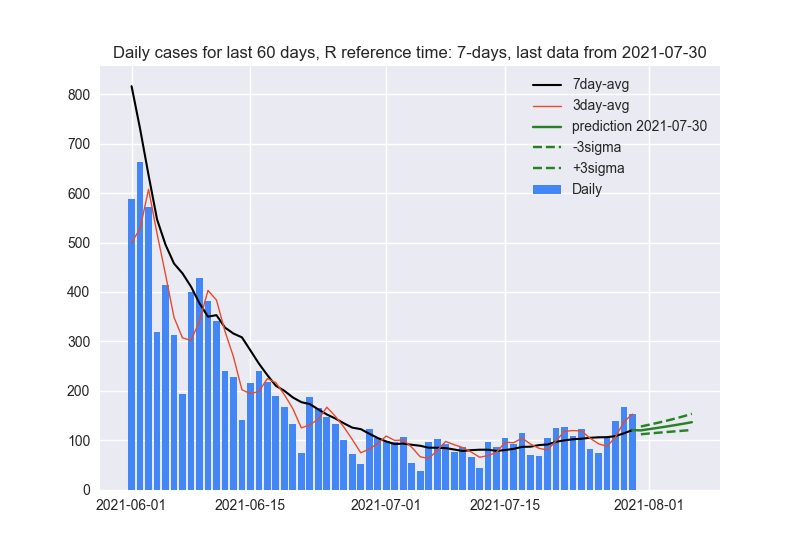 Daily cases for last 60 days, R reference time: 7-days, last data from 2021-07-30
7day-avg
3day-avg
prediction 2021-07-30
-3sigma
+3sigma
Daily
800
700
600
500
400
300
200
100
0
2021-06-01
2021-06-15
2021-07-01
2021-07-15
2021-08-01